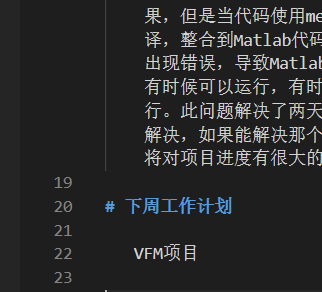 果，但是当代码使用me
译，整合到Matlab代码
出现错误，导致Matlab
有时候可以运行，有时
行。此问题解决了两天
解决，如果能解决那个
将对项目进度有很大的
19
20 # 下周工作计划
21
22 VFM项目
23